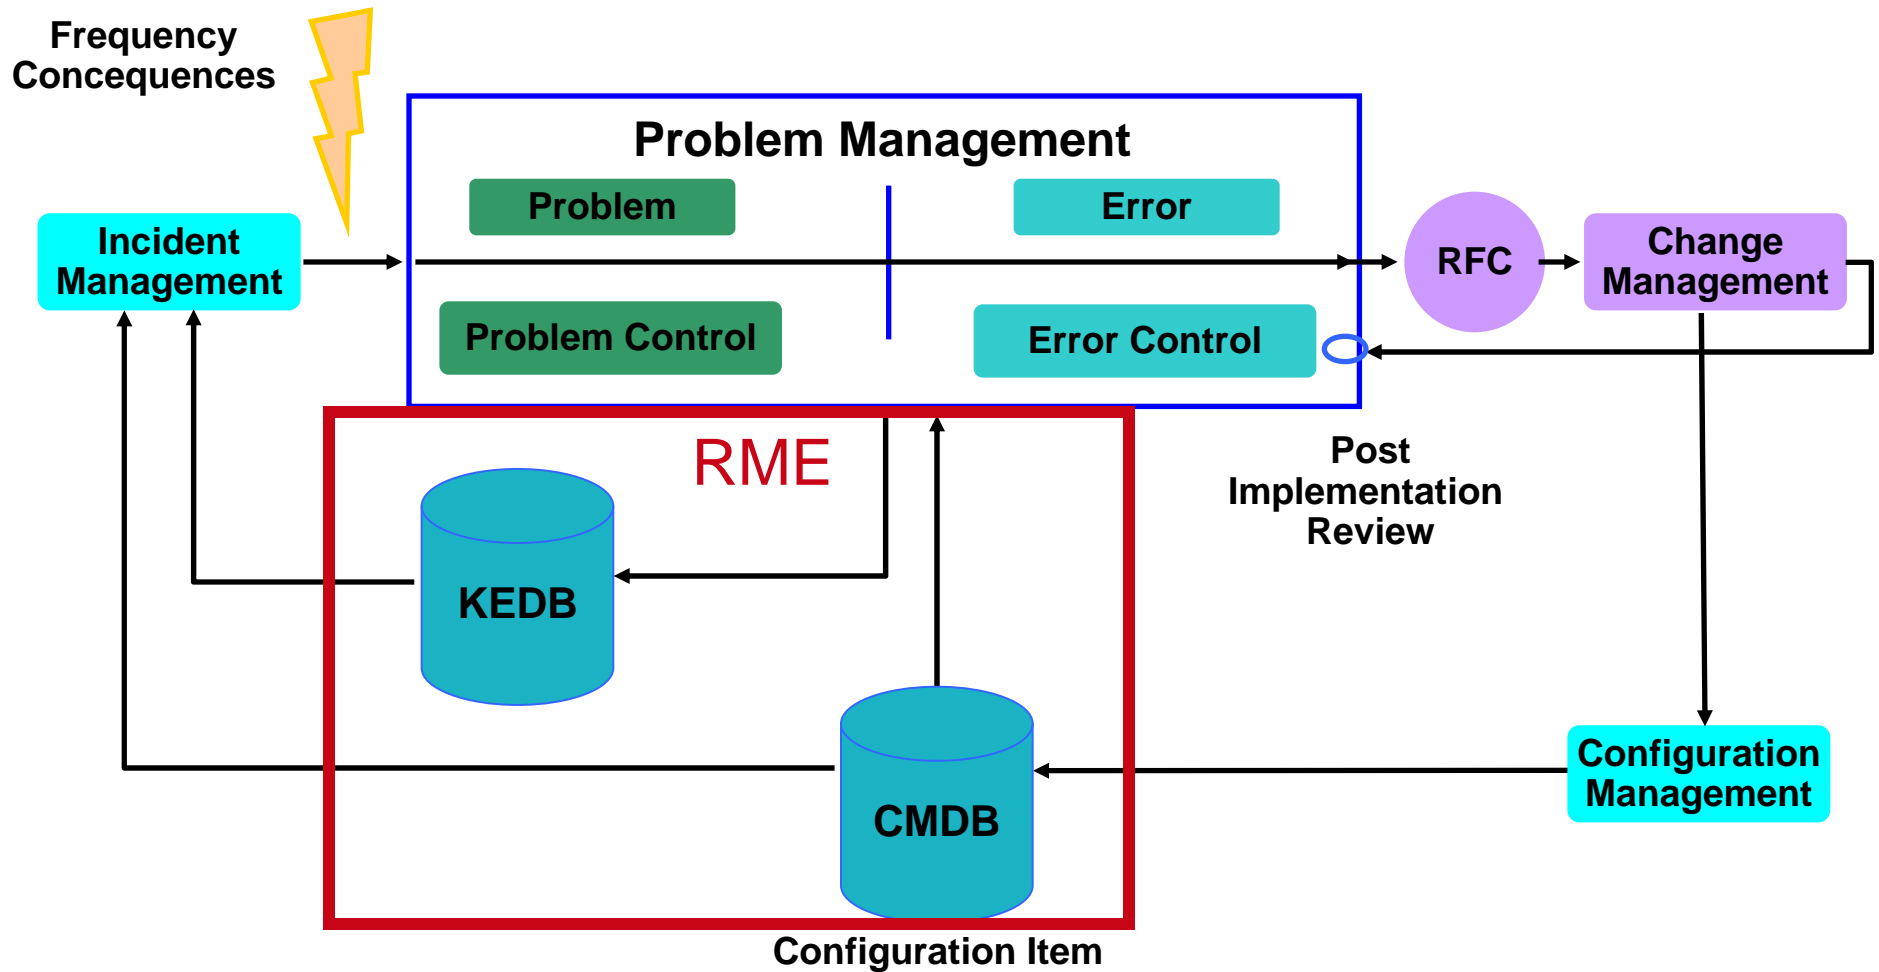 Frequency
Concequences
Problem Management
Problem
Error
Incident
Management
RFC
Change
Management
Problem Control
Error Control
RME
Post
Implementation
Review
KEDB
Configuration
Management
CMDB
Configuration Item